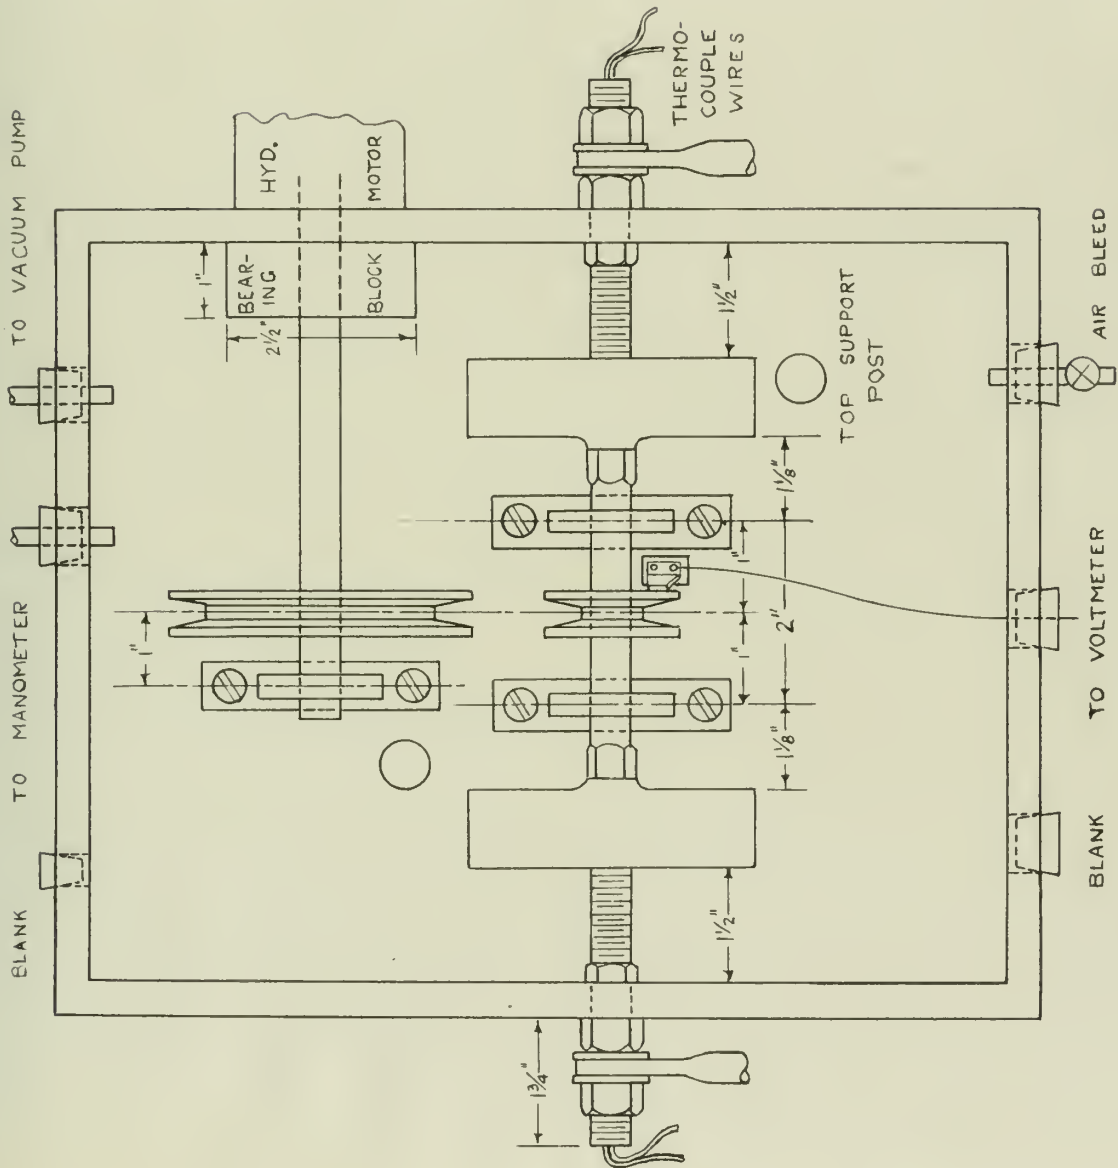 TO VACUUM PUMP
TO MANOMETER
BLANK
HYD.
MOTOR
BEAR-
ING
BLOCK
1"
2½"
THERMO-
COUPLE
WIRES
1½"
TOP SUPPORT
POST
1⅛"
1"
2"
1"
1⅛"
1"
1½"
1¾"
AIR BLEED
TO VOLTMETER
BLANK